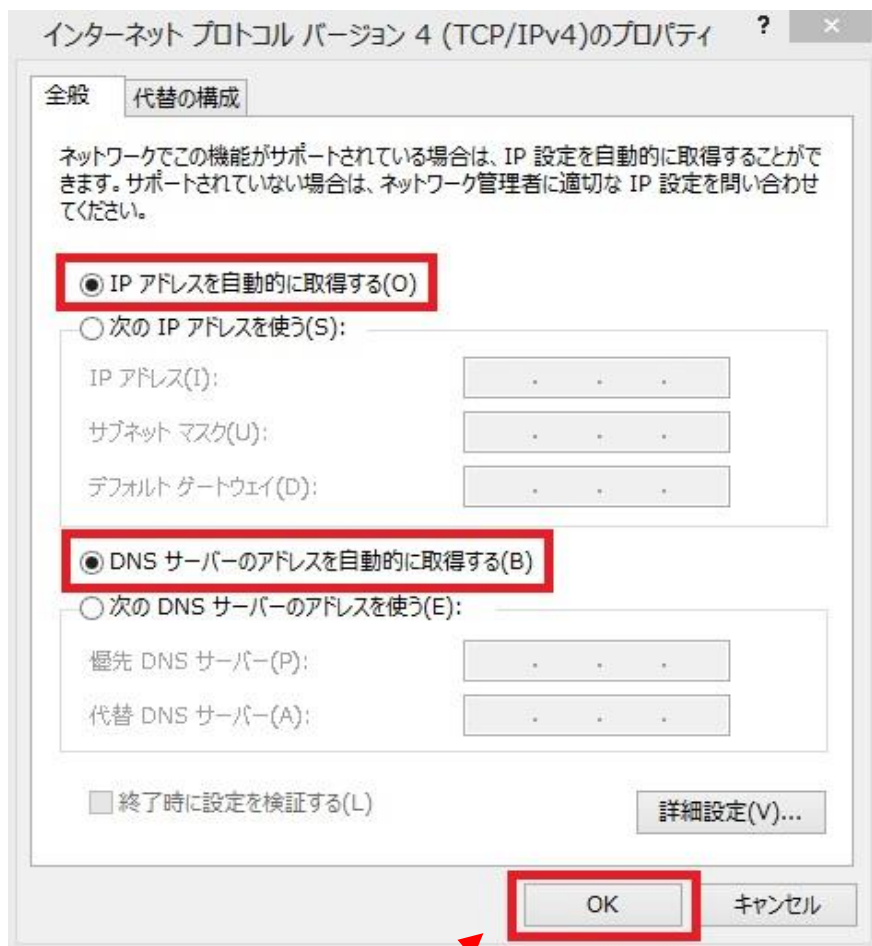 インターネット プロトコル バージョン 4 (TCP/IPv4)のプロパティ ? ×
全般 代替の構成
ネットワークでこの機能がサポートされている場合は、IP 設定を自動的に取得することがで
きます。サポートされていない場合は、ネットワーク管理者に適切な IP 設定を問い合わせ
てください。
IP アドレスを自動的に取得する(O)
次の IP アドレスを使う(S):
IP アドレス(I):
サブネット マスク(U):
デフォルト ゲートウェイ(D):
DNS サーバーのアドレスを自動的に取得する(B)
次の DNS サーバーのアドレスを使う(E):
優先 DNS サーバー(P):
代替 DNS サーバー(A):
終了時に設定を検証する(L)
詳細設定(V)...
OK キャンセル